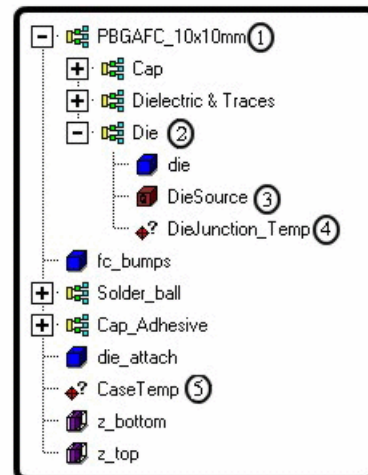 PBGAFC_10x10mm 1
Cap
Dielectric & Traces
Die 2
die
DieSource 3
? DieJunction_Temp 4
fc_bumps
Solder_ball
Cap_Adhesive
die_attach
? CaseTemp 5
z_bottom
z_top